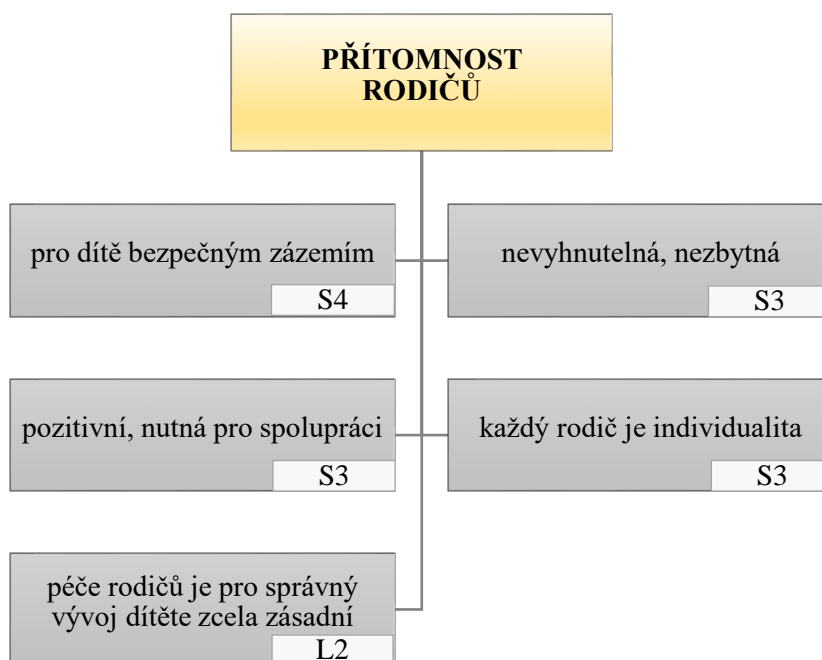 PŘÍTOMNOST
RODIČŮ
pro dítě bezpečným zázemím
S4
nevyhnutelná, nezbytná
S3
pozitivní, nutná pro spolupráci
S3
každý rodič je individualita
S3
péče rodičů je pro správný
vývoj dítěte zcela zásadní
L2